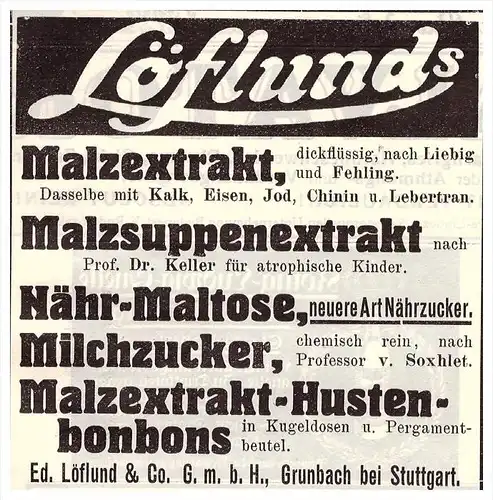 Löflunds
Malzextrakt, dickflüssig, nach Liebig
und Fehling.
Dasselbe mit Kalk, Eisen, Jod, Chinin u. Lebertran.
Malzsuppenextrakt nach
Prof. Dr. Keller für atrophische Kinder.
Nähr-Maltose, neuere Art Nährzucker.
Milchzucker, chemisch rein, nach
Professor v. Soxhlet.
Malzextrakt-Husten-
bonbons in Kugeldosen u. Pergament-
beutel.
Ed. Löflund & Co. G. m. b. H., Grunbach bei Stuttgart.